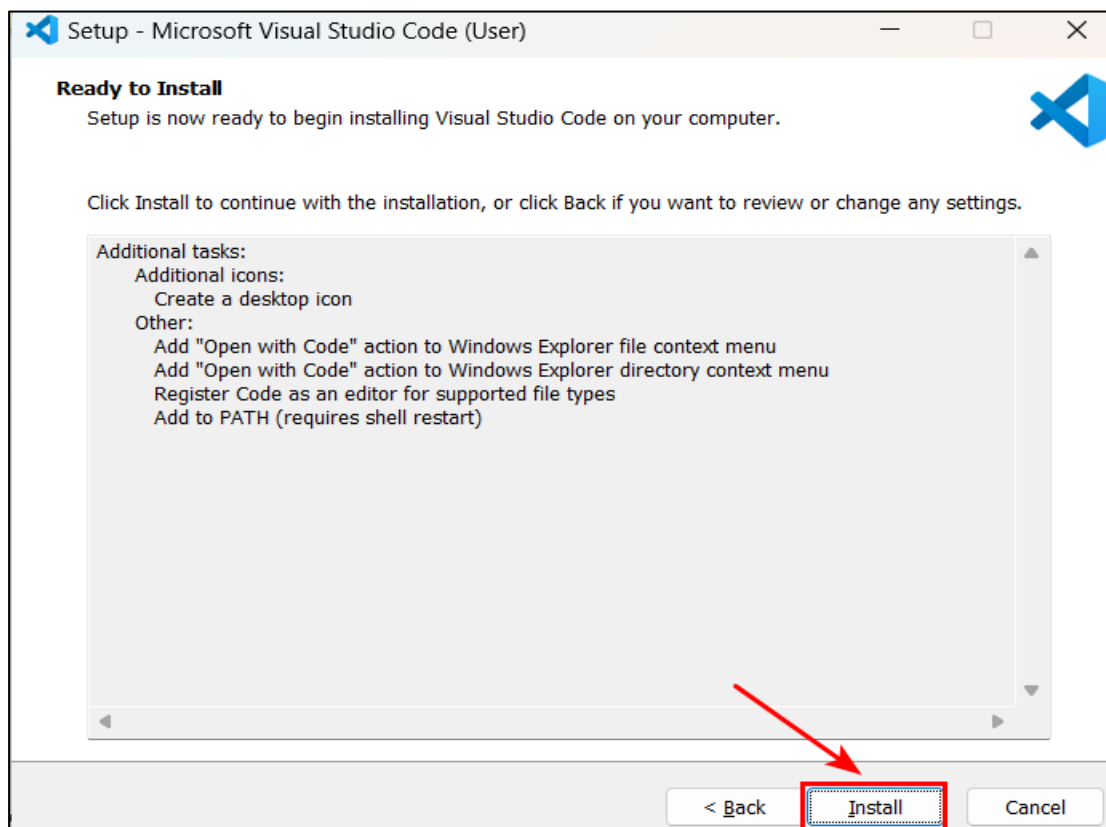 Setup - Microsoft Visual Studio Code (User)
Ready to Install
Setup is now ready to begin installing Visual Studio Code on your computer.
Click Install to continue with the installation, or click Back if you want to review or change any settings.
Additional tasks:
Additional icons:
Create a desktop icon
Other:
Add "Open with Code" action to Windows Explorer file context menu
Add "Open with Code" action to Windows Explorer directory context menu
Register Code as an editor for supported file types
Add to PATH (requires shell restart)
< Back Install Cancel